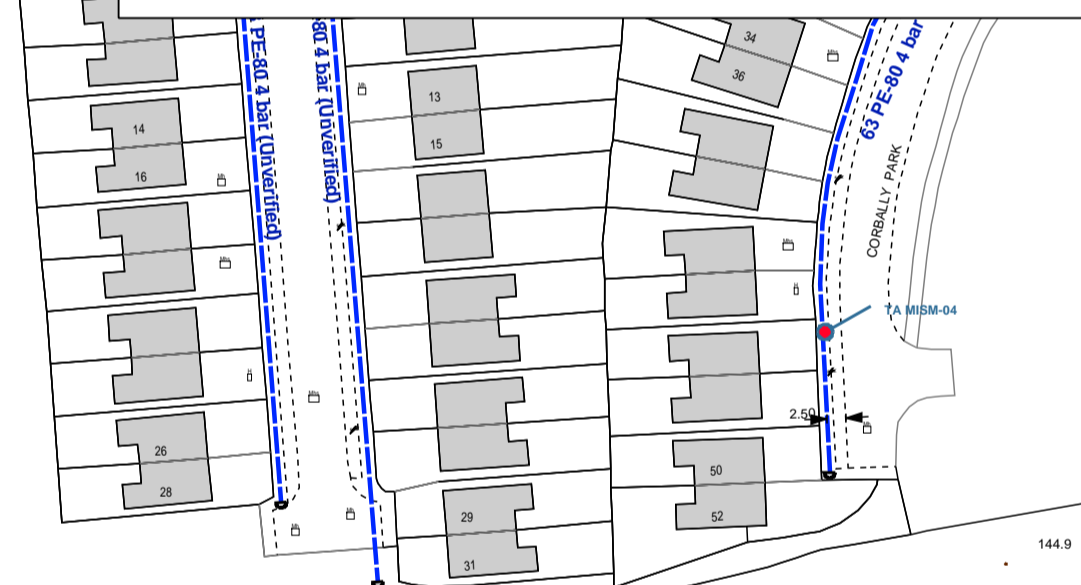 PE-80 4 bar (Unverified)
80 4 bar (Unverified)
63 PE-80 4 bar
CORBALLY PARK
34
36
13
15
14
16
TA MISM-04
2.50
26
28
29
31
50
52
144.9